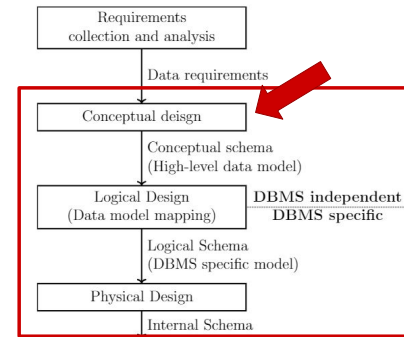 Requirements
collection and analysis
Data requirements
Conceptual deisgn
Conceptual schema
(High-level data model)
Logical Design
(Data model mapping)
DBMS independent
DBMS specific
Logical Schema
(DBMS specific model)
Physical Design
Internal Schema